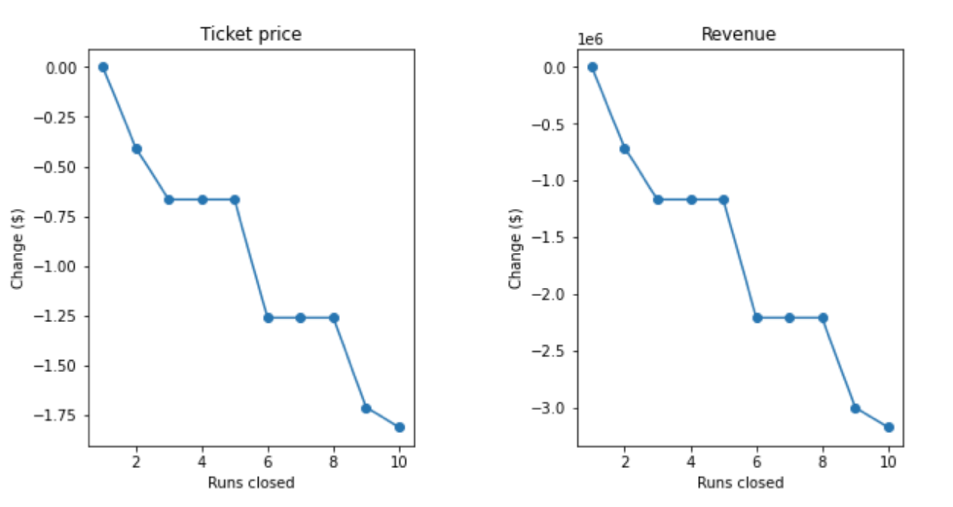 Ticket price
0.00
−0.25
−0.50
−0.75
−1.00
−1.25
−1.50
−1.75
Change ($)
2 4 6 8 10
Runs closed
1e6
Revenue
0.0
−0.5
−1.0
−1.5
−2.0
−2.5
−3.0
Change ($)
2 4 6 8 10
Runs closed